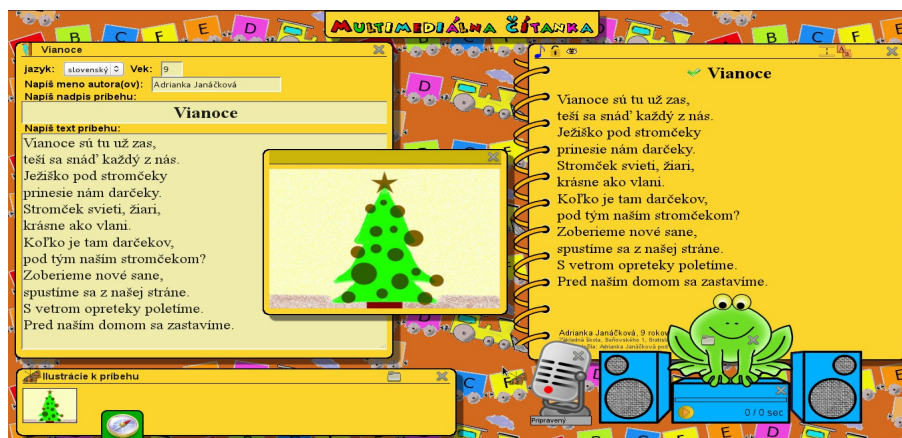 MULTIMEDIÁLNA ČÍTANKA
Vianoce
jazyk: slovenský Vek: 9
Napíš meno autora(ov): Adrianka Janáčková
Napíš nadpis príbehu:
Vianoce
Napíš text príbehu:
Vianoce sú tu už zas,
teší sa snáď každý z nás.
Ježiško pod stromčeky
prinesie nám darčeky.
Stromček svieti, žiari,
krásne ako vlani.
Koľko je tam darčekov,
pod tým naším stromčekom?
Zoberieme nové sane,
spustíme sa z našej stráne.
S vetrom opreteky poletíme.
Pred naším domom sa zastavíme.
Ilustrácie k príbehu
Vianoce
Vianoce sú tu už zas,
teší sa snáď každý z nás.
Ježiško pod stromčeky
prinesie nám darčeky.
Stromček svieti, žiari,
krásne ako vlani.
Koľko je tam darčekov,
pod tým naším stromčekom?
Zoberieme nové sane,
spustíme sa z našej stráne.
S vetrom opreteky poletíme.
Pred naším domom sa zastavíme.
Adrianka Janáčková, 9 rokov
Základná škola,
Adrianka Janáčková
Pripravený
0 / 0 sec